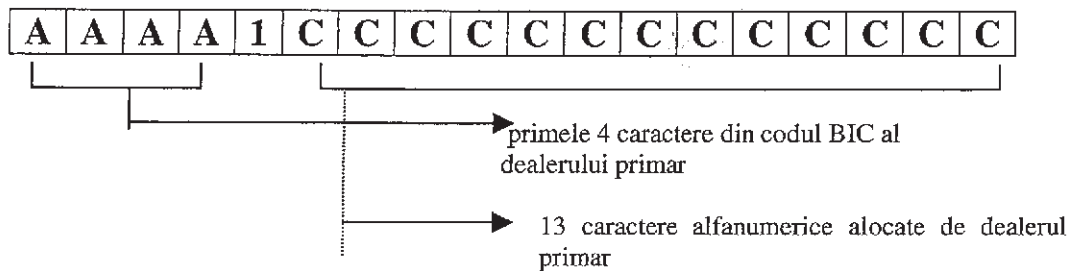 A A A A 1 C C C C C C C C C C C C C
primele 4 caractere din codul BIC al
dealerului primar
13 caractere alfanumerice alocate de dealerul
primar